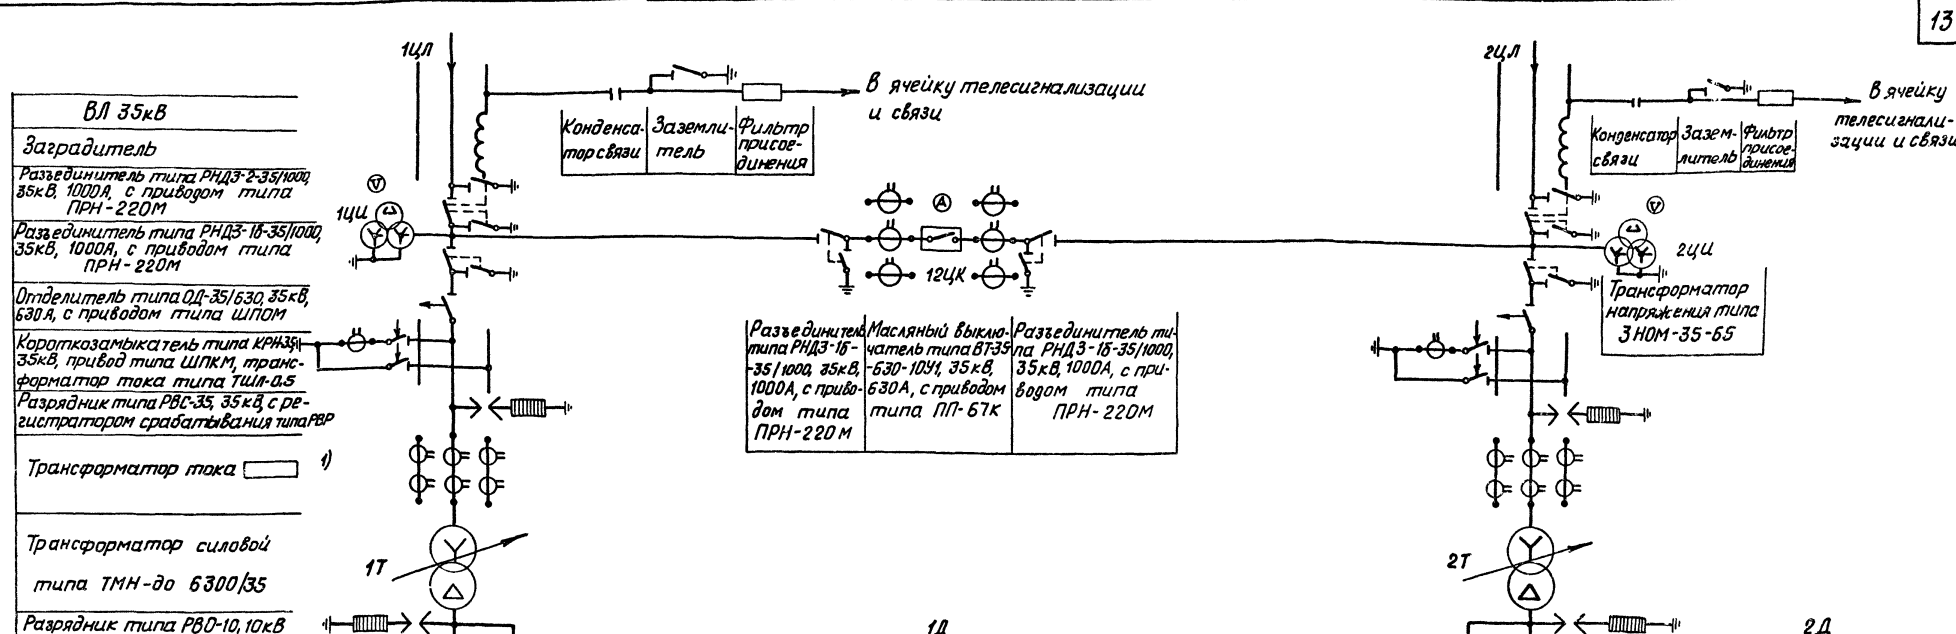 13
1ЦЛ
В ячейку телесигнализации
и связи
Конденса-
тор связи
Заземли-
тель
Фильтр
присое-
динения
2ЦЛ
В ячейку
телесигнали-
зации и связи
Конденсатор
связи
Зазем-
литель
Фильтр
присое-
динения
ВЛ 35кВ
Заградитель
Разъединитель типа РНДЗ-2-35/1000,
35кВ, 1000А, с приводом типа
ПРН-220М
Разъединитель типа РНДЗ-1б-35/1000,
35кВ, 1000А, с приводом типа
ПРН-220М
Отделитель типа ОД-35/630, 35кВ,
630А, с приводом типа ШПОМ
Короткозамыкатель типа КРН-35,
35кВ, привод типа ШПКМ, транс-
форматор тока типа ТШЛ-0,5
Разрядник типа РВС-35, 35кВ, с ре-
гистратором срабатывания типа РВР
Трансформатор тока
1)
Трансформатор силовой
типа ТМН-до 6300/35
Разрядник типа РВО-10, 10кВ
V
1ЦИ
A
12ЦК
V
2ЦИ
Трансформатор
напряжения типа
ЗНОМ-35-65
Разъединитель
типа РНДЗ-1б-
-35/1000, 35кВ,
1000А, с приво-
дом типа
ПРН-220М
Масляный выклю-
чатель типа ВТ-35-
-630-10У1, 35кВ,
630А, с приводом
типа ПП-67К
Разъединитель ти-
па РНДЗ-1б-35/1000,
35кВ, 1000А, с при-
водом типа
ПРН-220М
1Т
2Т
1Д
2Д